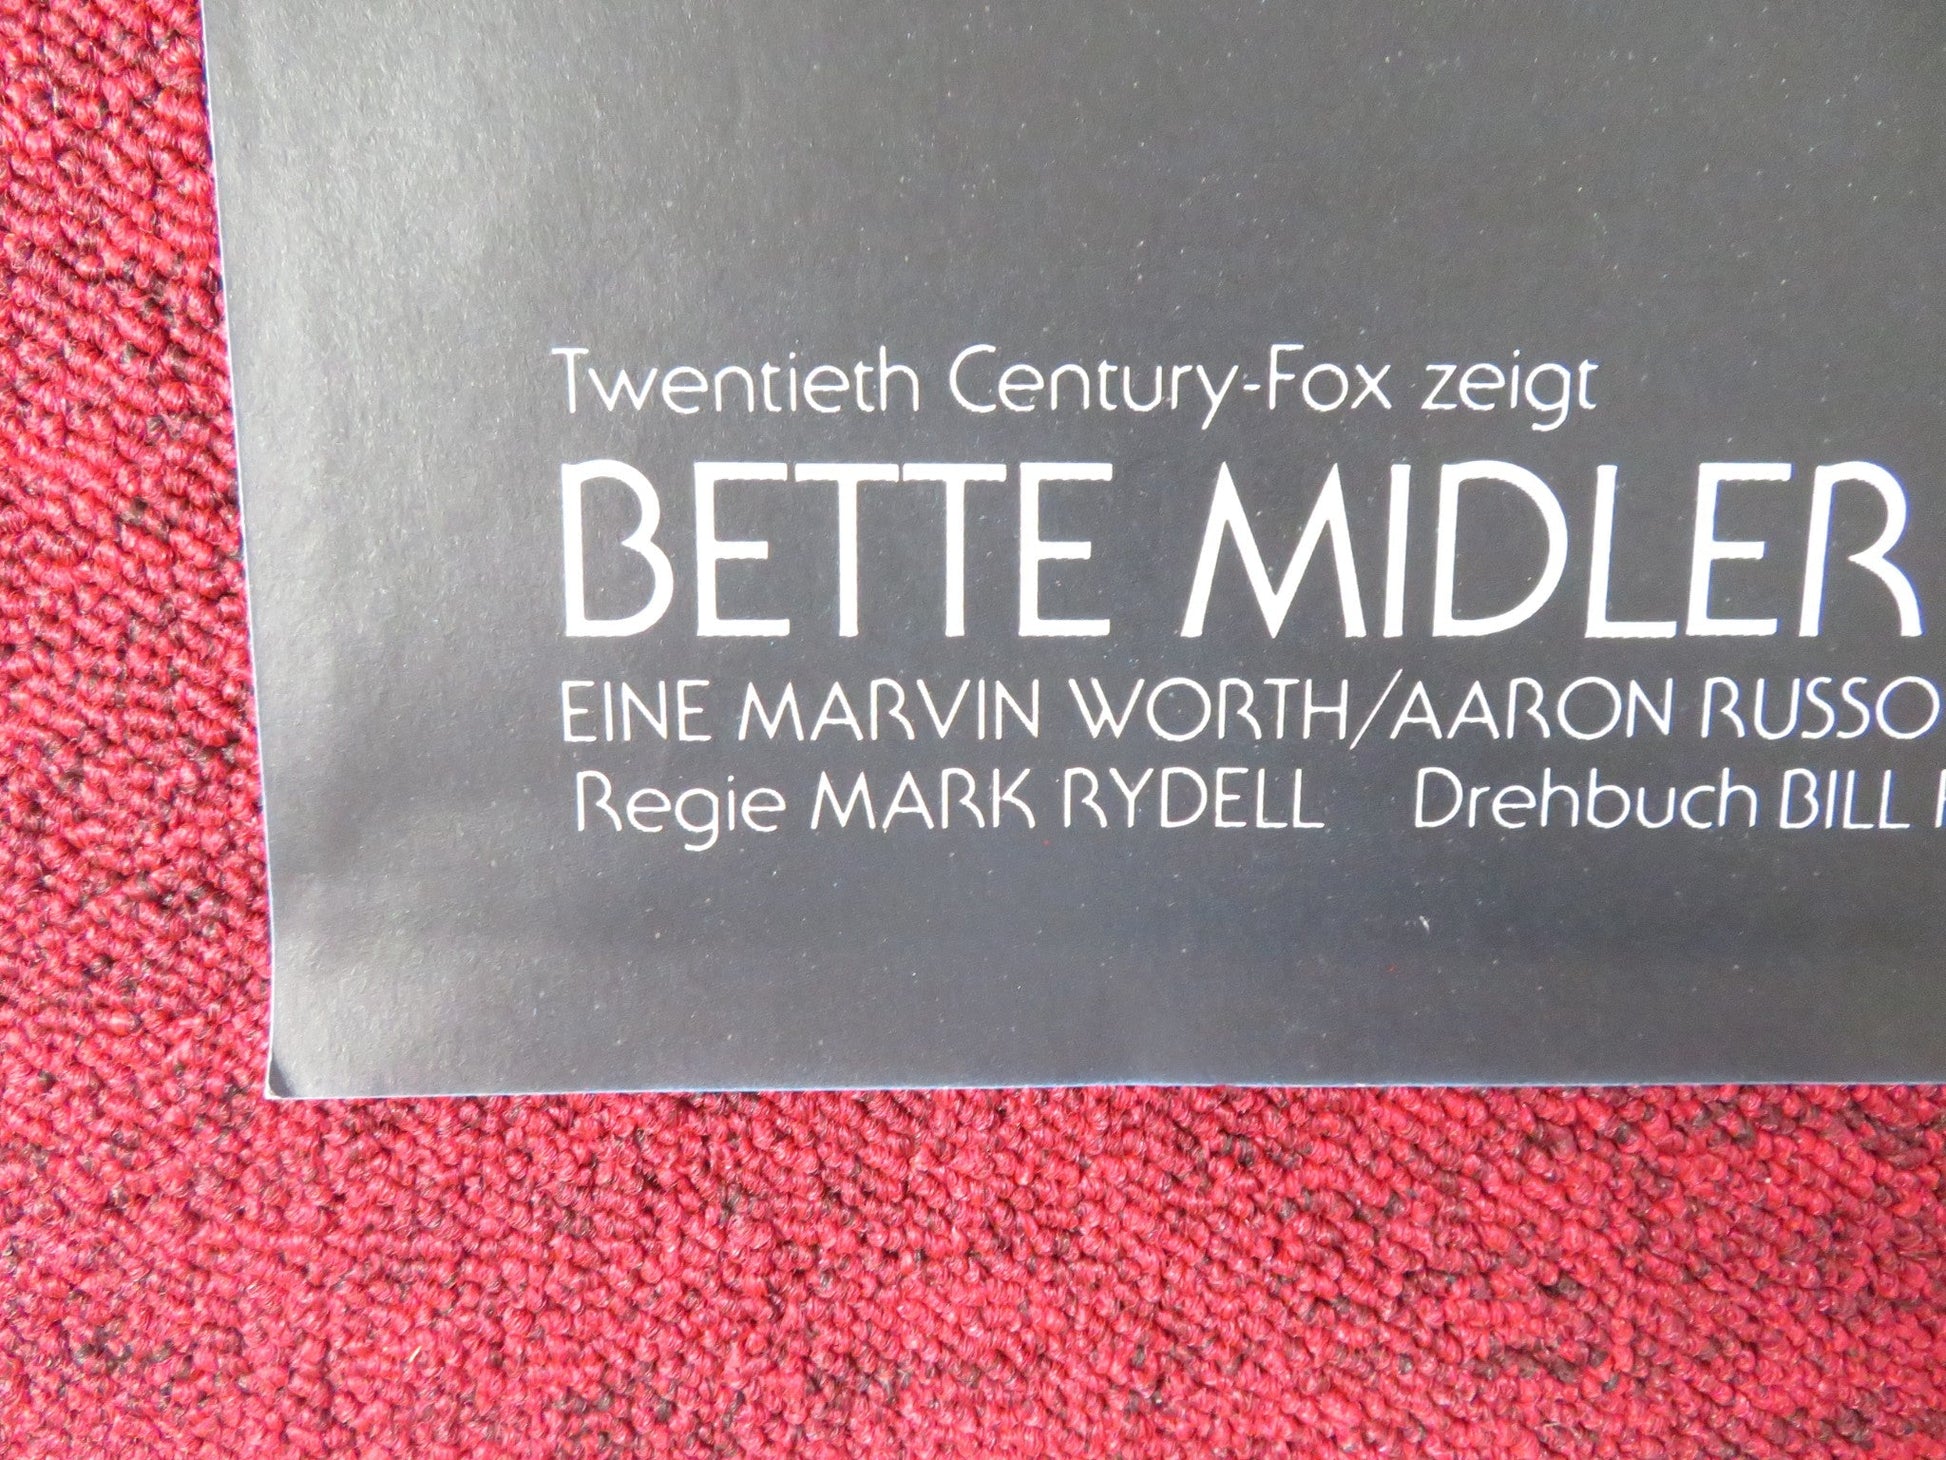 Twentieth Century-Fox zeigt
BETTE MIDLER
EINE MARVIN WORTH/AARON RUSSO
Regie MARK RYDELL Drehbuch BILL